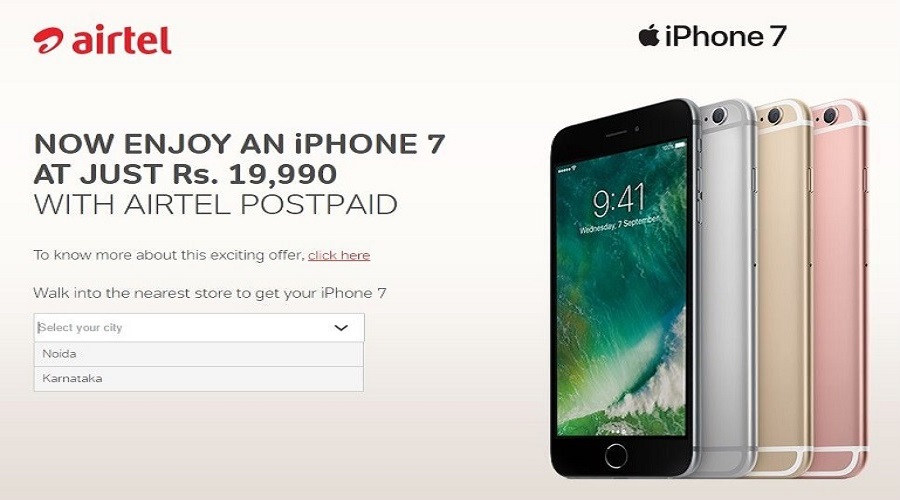 airtel
iPhone 7
NOW ENJOY AN iPHONE 7
AT JUST Rs. 19,990
WITH AIRTEL POSTPAID
To know more about this exciting offer, click here
Walk into the nearest store to get your iPhone 7
Select your city
Noida
Karnataka
100%
9:41
Wednesday, 7 September